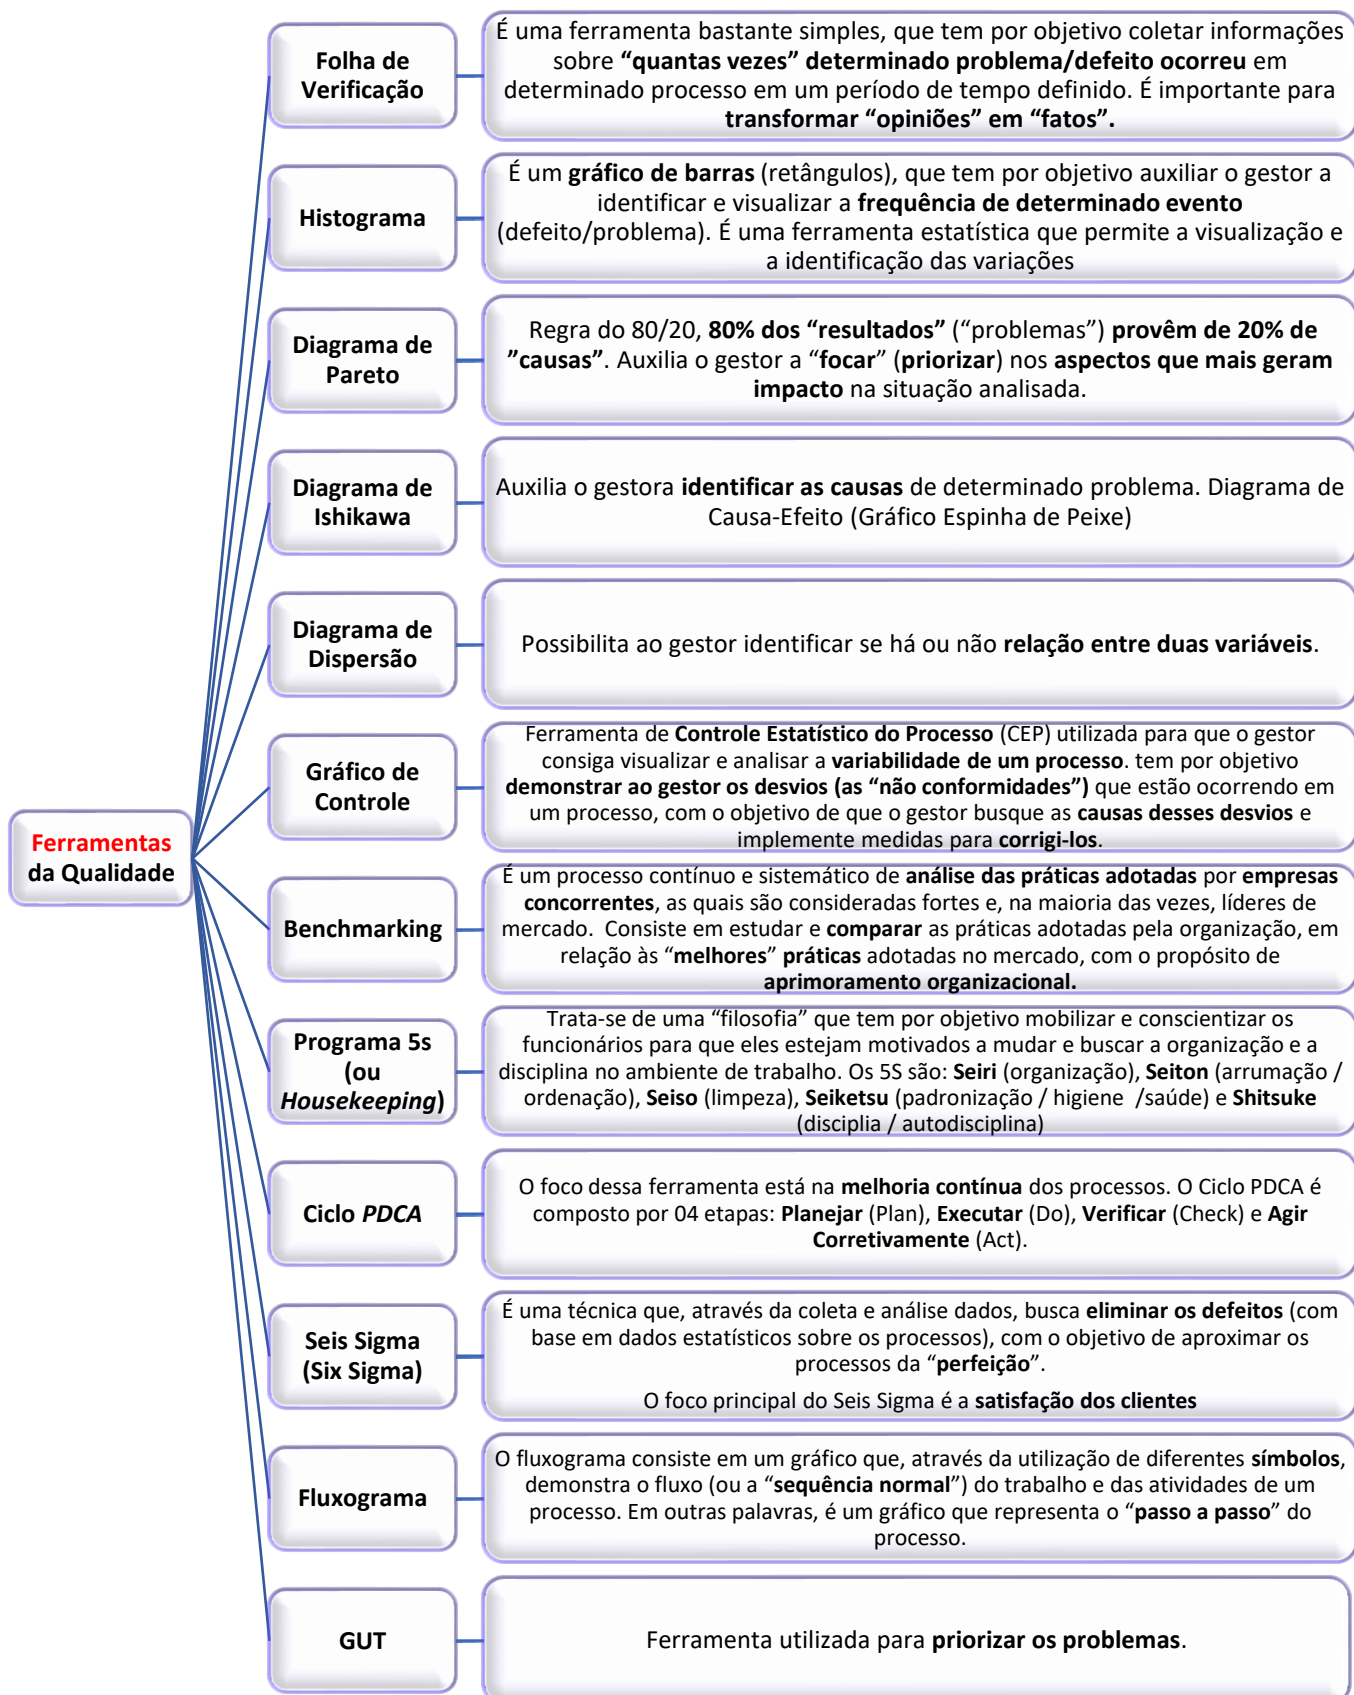 Ferramentas
da Qualidade
Folha de
Verificação
É uma ferramenta bastante simples, que tem por objetivo coletar informações
sobre “quantas vezes” determinado problema/defeito ocorreu em
determinado processo em um período de tempo definido. É importante para
transformar “opiniões” em “fatos”.
Histograma
É um gráfico de barras (retângulos), que tem por objetivo auxiliar o gestor a
identificar e visualizar a frequência de determinado evento
(defeito/problema). É uma ferramenta estatística que permite a visualização e
a identificação das variações
Diagrama de
Pareto
Regra do 80/20, 80% dos “resultados” (“problemas”) provêm de 20% de
”causas”. Auxilia o gestor a “focar” (priorizar) nos aspectos que mais geram
impacto na situação analisada.
Diagrama de
Ishikawa
Auxilia o gestora identificar as causas de determinado problema. Diagrama de
Causa-Efeito (Gráfico Espinha de Peixe)
Diagrama de
Dispersão
Possibilita ao gestor identificar se há ou não relação entre duas variáveis.
Gráfico de
Controle
Ferramenta de Controle Estatístico do Processo (CEP) utilizada para que o gestor
consiga visualizar e analisar a variabilidade de um processo. tem por objetivo
demonstrar ao gestor os desvios (as “não conformidades”) que estão ocorrendo em
um processo, com o objetivo de que o gestor busque as causas desses desvios e
implemente medidas para corrigi-los.
Benchmarking
É um processo contínuo e sistemático de análise das práticas adotadas por empresas
concorrentes, as quais são consideradas fortes e, na maioria das vezes, líderes de
mercado. Consiste em estudar e comparar as práticas adotadas pela organização, em
relação às “melhores” práticas adotadas no mercado, com o propósito de
aprimoramento organizacional.
Programa 5s
(ou
Housekeeping)
Trata-se de uma “filosofia” que tem por objetivo mobilizar e conscientizar os
funcionários para que eles estejam motivados a mudar e buscar a organização e a
disciplina no ambiente de trabalho. Os 5S são: Seiri (organização), Seiton (arrumação /
ordenação), Seiso (limpeza), Seiketsu (padronização / higiene /saúde) e Shitsuke
(disciplia / autodisciplina)
Ciclo PDCA
O foco dessa ferramenta está na melhoria contínua dos processos. O Ciclo PDCA é
composto por 04 etapas: Planejar (Plan), Executar (Do), Verificar (Check) e Agir
Corretivamente (Act).
Seis Sigma
(Six Sigma)
É uma técnica que, através da coleta e análise dados, busca eliminar os defeitos (com
base em dados estatísticos sobre os processos), com o objetivo de aproximar os
processos da “perfeição”.
O foco principal do Seis Sigma é a satisfação dos clientes
Fluxograma
O fluxograma consiste em um gráfico que, através da utilização de diferentes símbolos,
demonstra o fluxo (ou a “sequência normal”) do trabalho e das atividades de um
processo. Em outras palavras, é um gráfico que representa o “passo a passo” do
processo.
GUT
Ferramenta utilizada para priorizar os problemas.